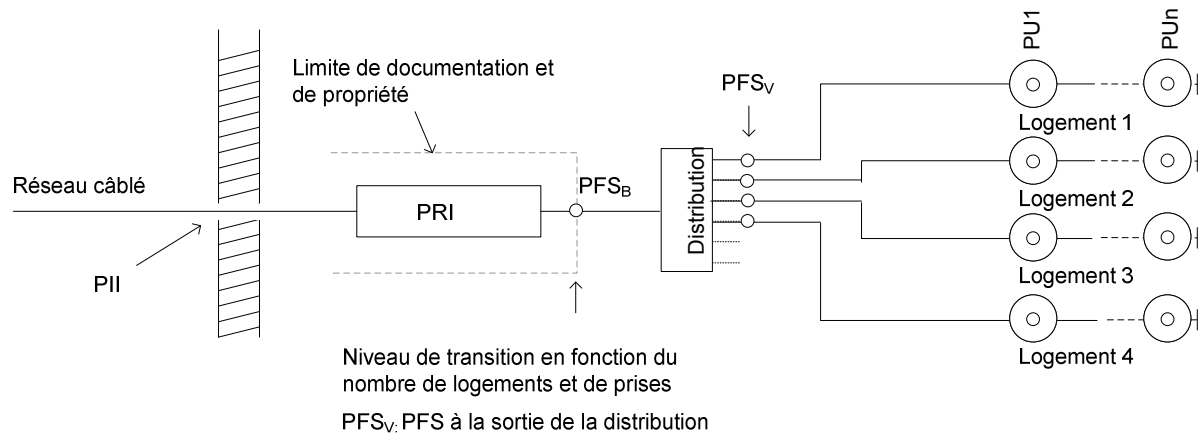 PU1
PUn
Limite de documentation et
de propriété
PFSV
Logement 1
Réseau câblé
PRI
PFSB
Distribution
Logement 2
PII
Logement 3
Niveau de transition en fonction du
nombre de logements et de prises
Logement 4
PFSV: PFS à la sortie de la distribution